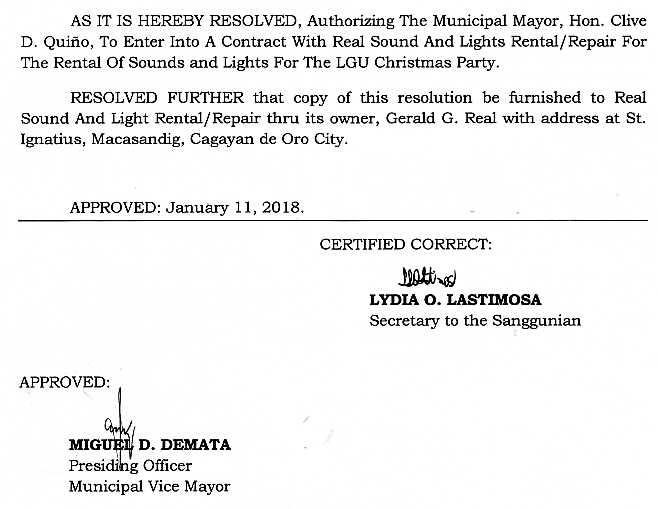 AS IT IS HEREBY RESOLVED, Authorizing The Municipal Mayor, Hon. Clive
D. Quiño, To Enter Into A Contract With Real Sound And Lights Rental/Repair For
The Rental Of Sounds and Lights For The LGU Christmas Party.
RESOLVED FURTHER that copy of this resolution be furnished to Real
Sound And Light Rental/Repair thru its owner, Gerald G. Real with address at St.
Ignatius, Macasandig, Cagayan de Oro City.
APPROVED: January 11, 2018.
CERTIFIED CORRECT:
LYDIA O. LASTIMOSA
Secretary to the Sanggunian
APPROVED:
MIGUEL D. DEMATA
Presiding Officer
Municipal Vice Mayor